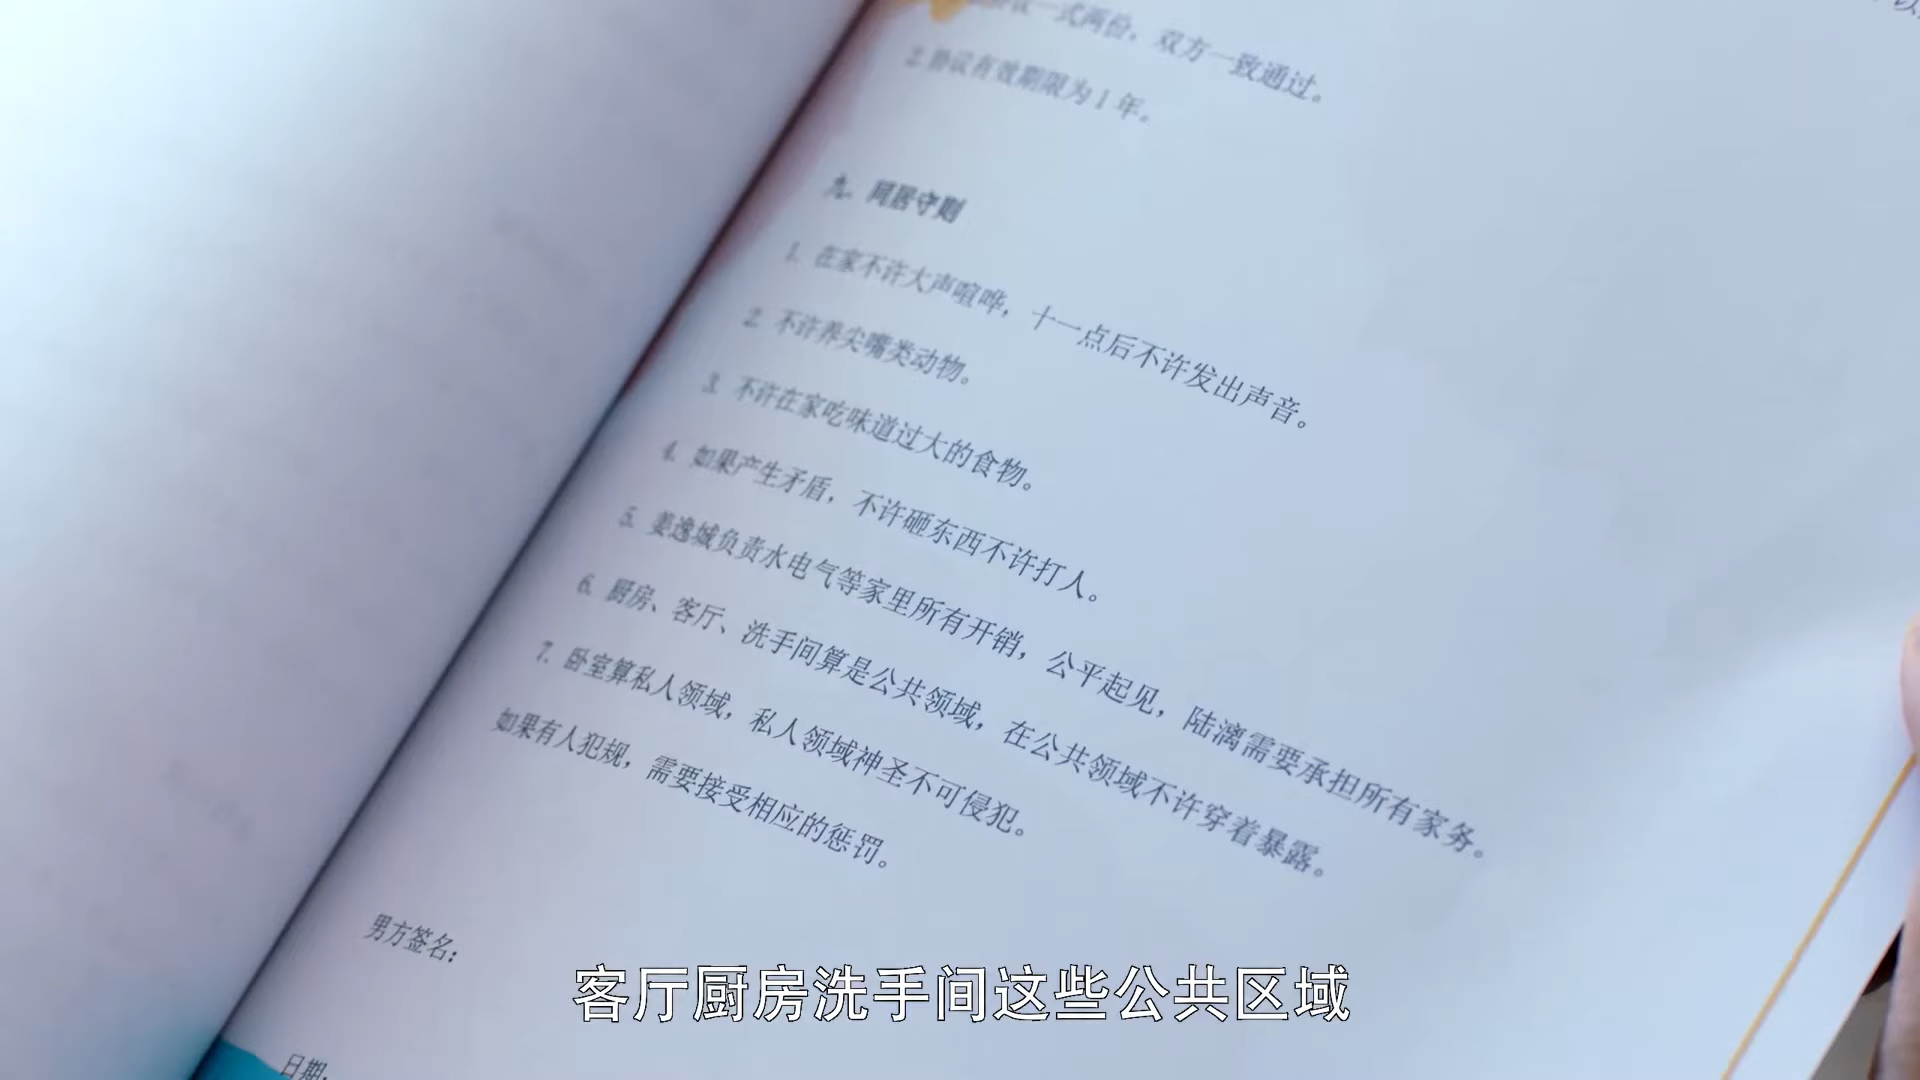 一式两份，双方一致通过。
2. 协议有效期限为1年。
九. 同居守则
1. 在家不许大声喧哗，十一点后不许发出声音。
2. 不许养尖嘴类动物。
3. 不许在家吃味道过大的食物。
4. 如果产生矛盾，不许砸东西不许打人。
5. 姜逸城负责水电气等家里所有开销，公平起见，陆漓需要承担所有家务。
6. 厨房、客厅、洗手间算是公共领域，在公共领域不许穿着暴露。
7. 卧室算私人领域，私人领域神圣不可侵犯。
如果有人犯规，需要接受相应的惩罚。
男方签名：
日期：
客厅厨房洗手间这些公共区域